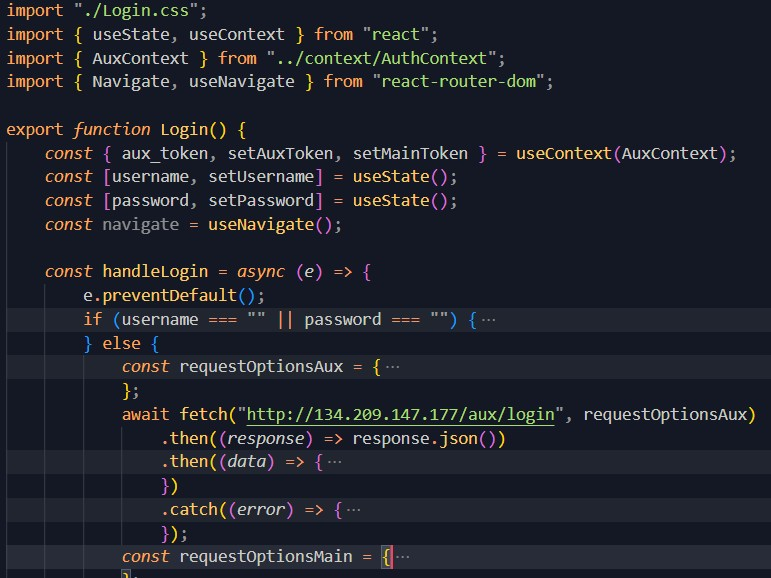 import "./Login.css";
import { useState, useContext } from "react";
import { AuxContext } from "../context/AuthContext";
import { Navigate, useNavigate } from "react-router-dom";
export function Login() {
const { aux_token, setAuxToken, setMainToken } = useContext(AuxContext);
const [username, setUsername] = useState();
const [password, setPassword] = useState();
const navigate = useNavigate();
const handleLogin = async (e) => {
e.preventDefault();
if (username === "" || password === "") {⋯
} else {
const requestOptionsAux = {⋯
};
await fetch("http://134.209.147.177/aux/login", requestOptionsAux)
.then((response) => response.json())
.then((data) => {⋯
})
.catch((error) => {⋯
});
const requestOptionsMain = {⋯
};